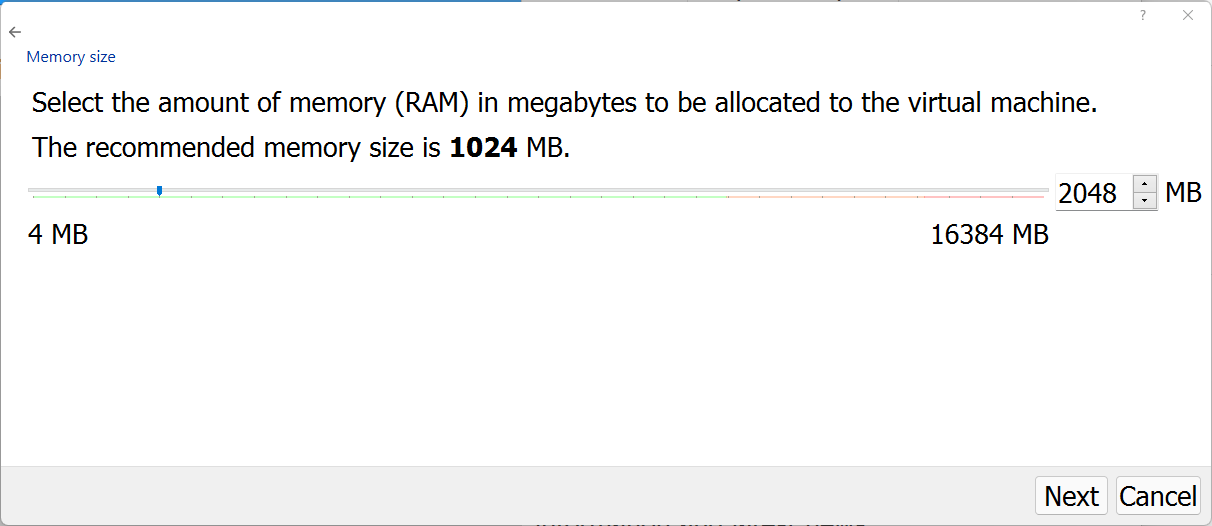 ?
Memory size
Select the amount of memory (RAM) in megabytes to be allocated to the virtual machine.
The recommended memory size is 1024 MB.
2048 MB
4 MB 16384 MB
Next Cancel